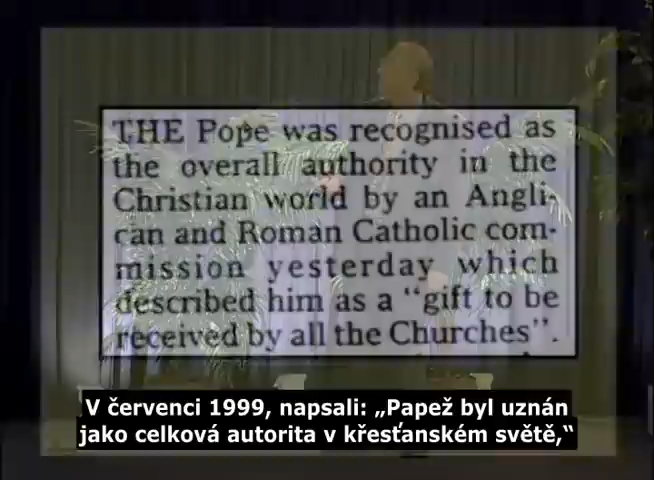 THE Pope was recognised as
the overall authority in the
Christian world by an Angli-
can and Roman Catholic com-
mission yesterday which
described him as a "gift to be
received by all the Churches".
V červenci 1999, napsali: „Papež byl uznán
jako celková autorita v křesťanském světě,“